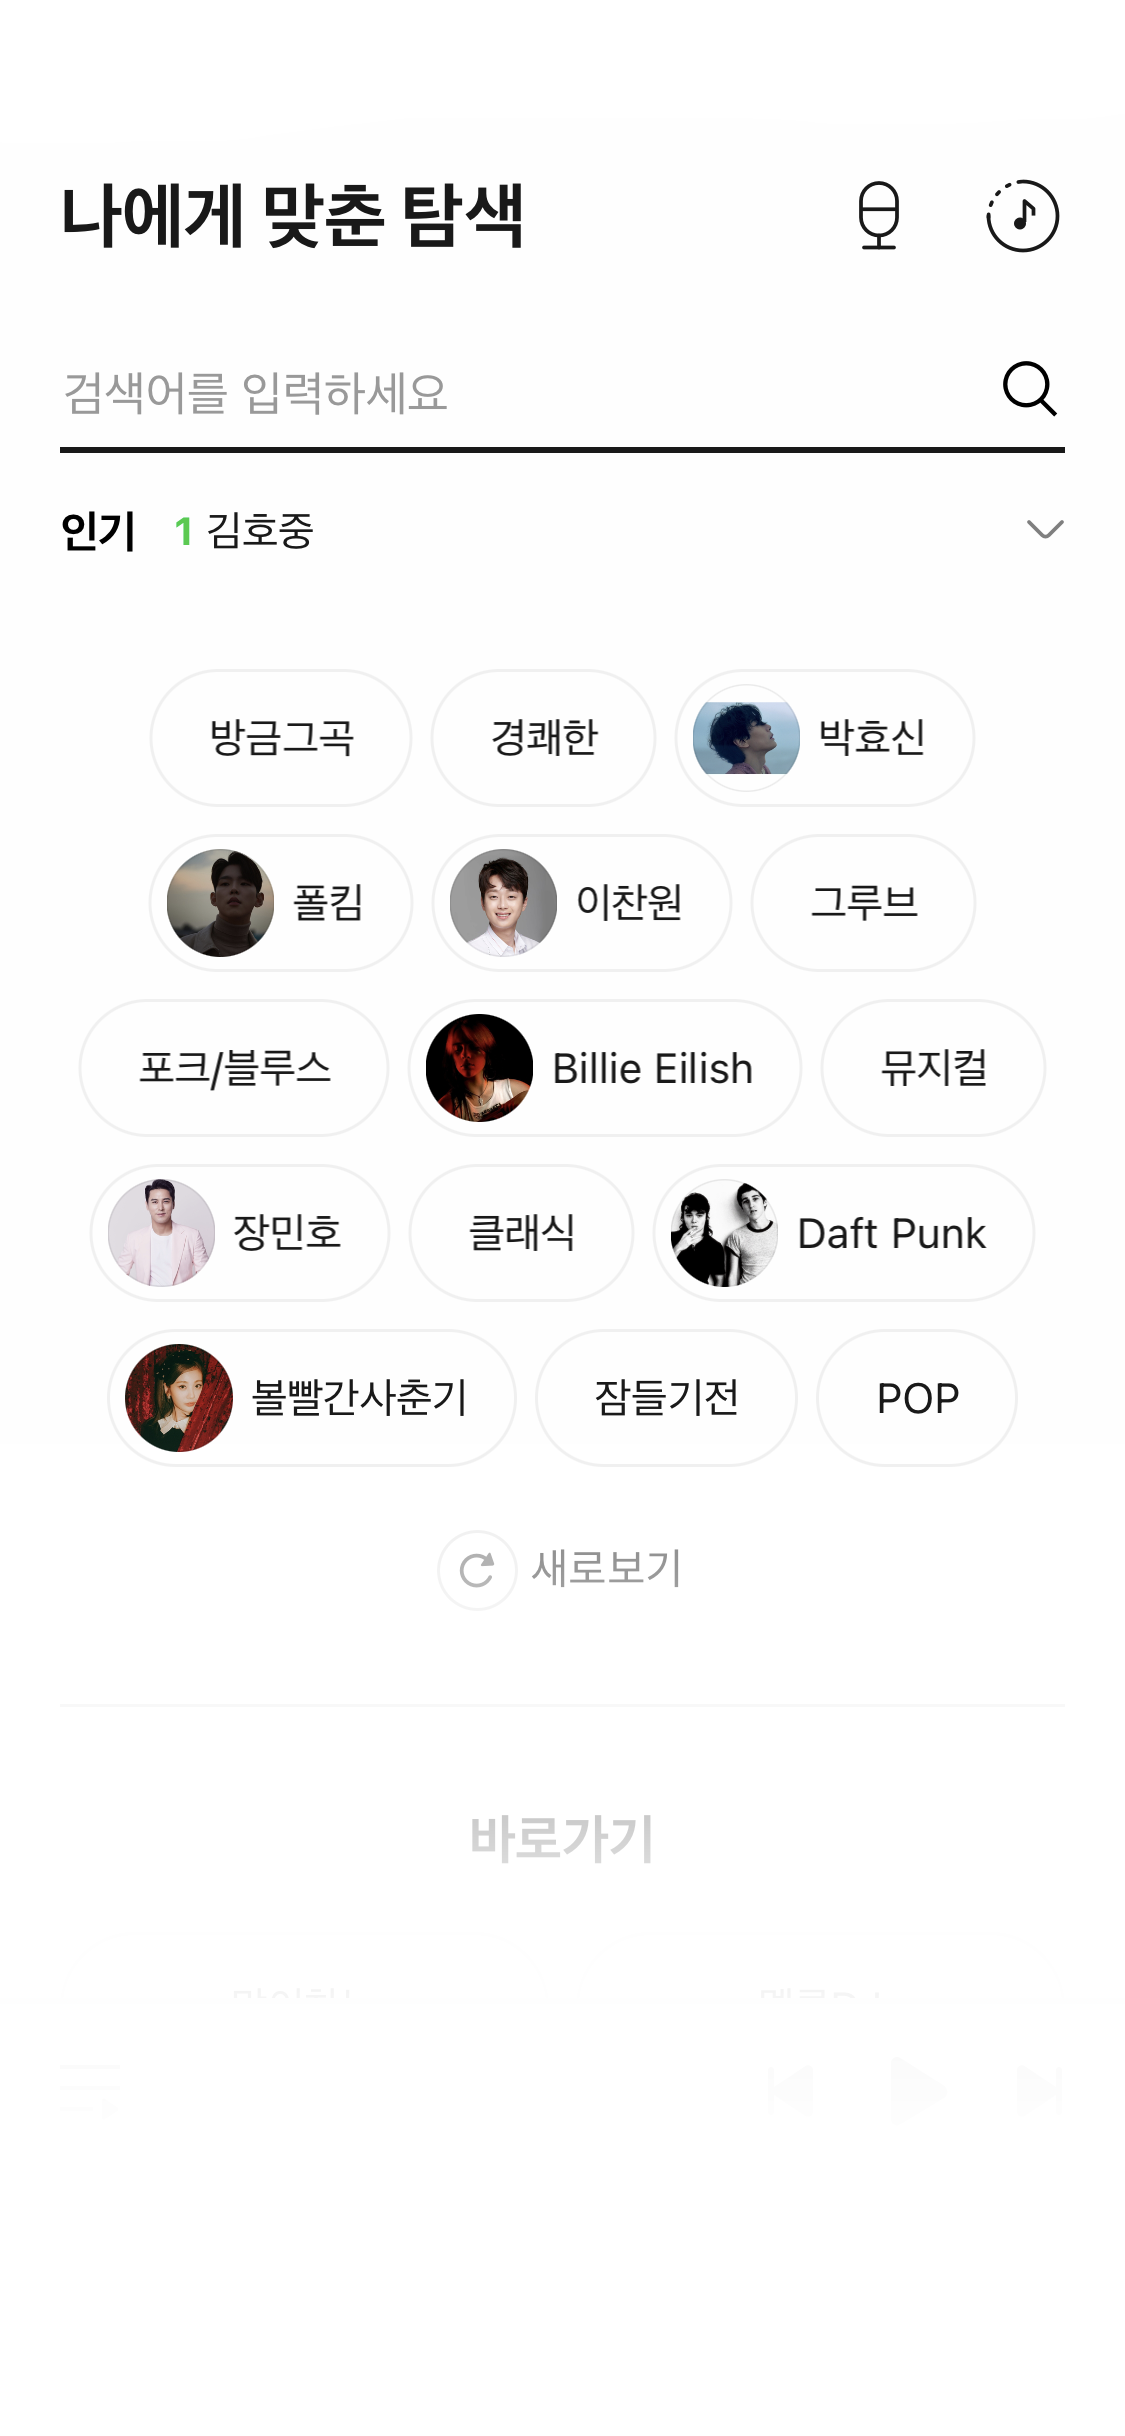 나에게 맞춘 탐색
검색어를 입력하세요
인기 1 김호중
방금그곡 경쾌한 박효신
폴킴 이찬원 그루브
포크/블루스 Billie Eilish 뮤지컬
장민호 클래식 Daft Punk
볼빨간사춘기 잠들기전 POP
새로보기
바로가기